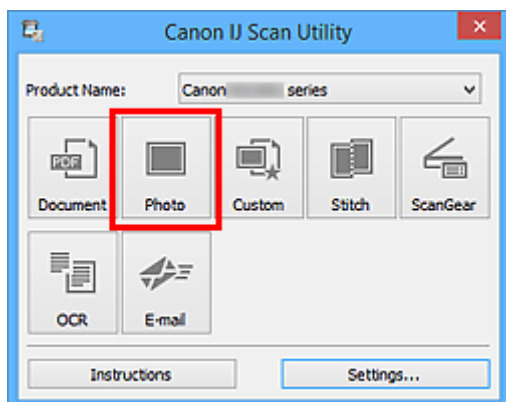 Canon IJ Scan Utility
Product Name: Canon series
PDF
Document Photo Custom Stitch ScanGear
OCR E-mail
Instructions Settings...